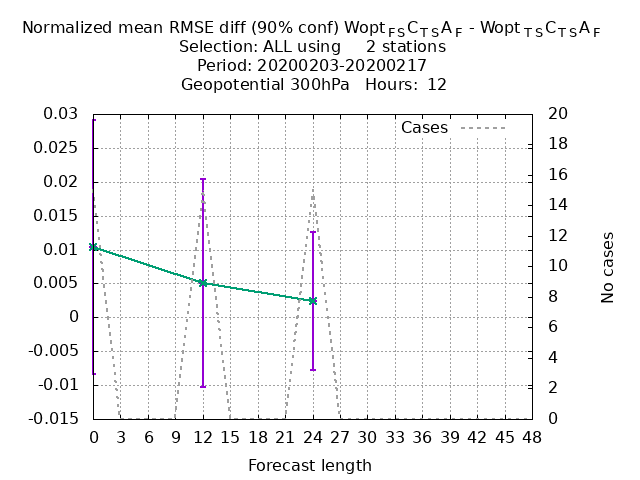 Normalized mean RMSE diff (90% conf) Wopt FS C TS A F - Wopt TS C TS A F
Selection: ALL using 2 stations
Period: 20200203-20200217
Geopotential 300hPa Hours: 12
Cases
0.03
0.025
0.02
0.015
0.01
0.005
0
-0.005
-0.01
-0.015
20
18
16
14
12
10
8
6
4
2
0
No cases
0 3 6 9 12 15 18 21 24 27 30 33 36 39 42 45 48
Forecast length